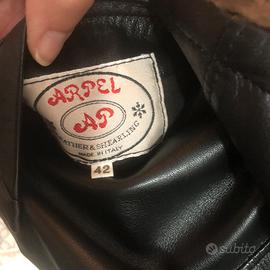 ARPEL
AP
LEATHER & SHEARLING
MADE IN ITALY
42
subito